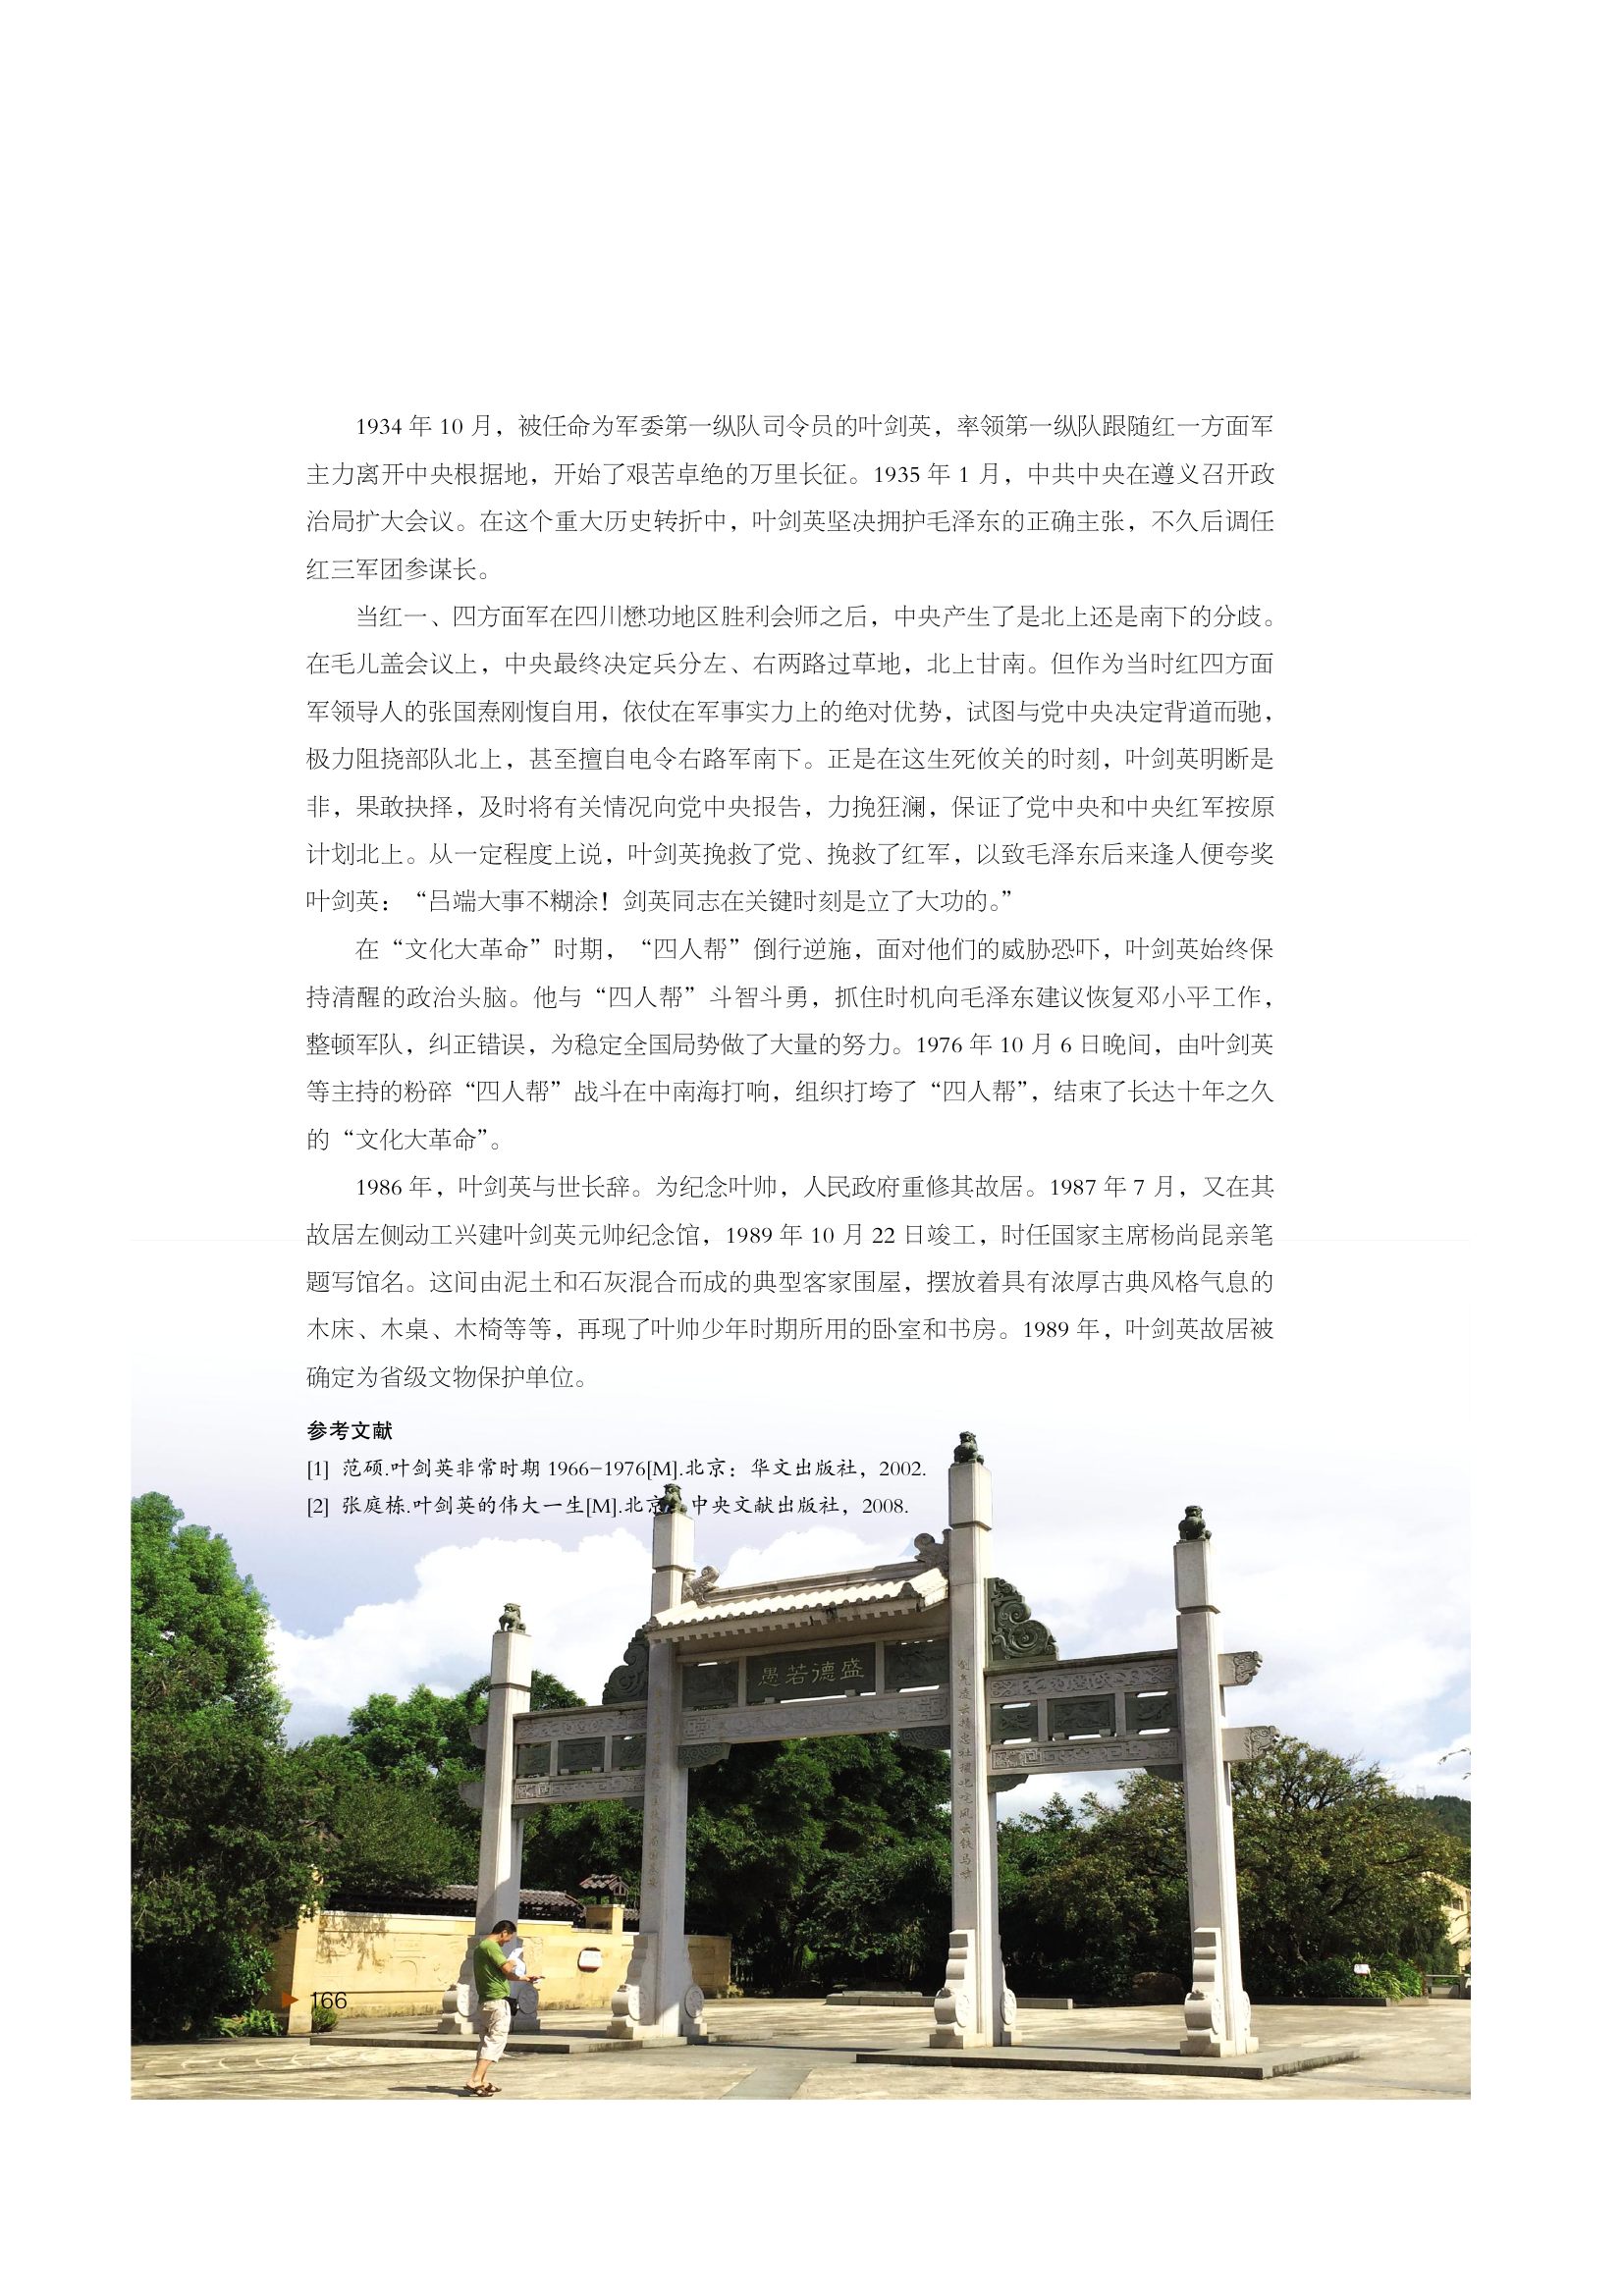 1934 年 10 月，被任命为军委第一纵队司令员的叶剑英，率领第一纵队跟随红一方面军
主力离开中央根据地，开始了艰苦卓绝的万里长征。1935 年 1 月，中共中央在遵义召开政
治局扩大会议。在这个重大历史转折中，叶剑英坚决拥护毛泽东的正确主张，不久后调任
红三军团参谋长。
当红一、四方面军在四川懋功地区胜利会师之后，中央产生了是北上还是南下的分歧。
在毛儿盖会议上，中央最终决定兵分左、右两路过草地，北上甘南。但作为当时红四方面
军领导人的张国焘刚愎自用，依仗在军事实力上的绝对优势，试图与党中央决定背道而驰，
极力阻挠部队北上，甚至擅自电令右路军南下。正是在这生死攸关的时刻，叶剑英明断是
非，果敢抉择，及时将有关情况向党中央报告，力挽狂澜，保证了党中央和中央红军按原
计划北上。从一定程度上说，叶剑英挽救了党、挽救了红军，以致毛泽东后来逢人便夸奖
叶剑英：“吕端大事不糊涂！剑英同志在关键时刻是立了大功的。”
在“文化大革命”时期，“四人帮”倒行逆施，面对他们的威胁恐吓，叶剑英始终保
持清醒的政治头脑。他与“四人帮”斗智斗勇，抓住时机向毛泽东建议恢复邓小平工作，
整顿军队，纠正错误，为稳定全国局势做了大量的努力。1976 年 10 月 6 日晚间，由叶剑英
等主持的粉碎“四人帮”战斗在中南海打响，组织打垮了“四人帮”，结束了长达十年之久
的“文化大革命”。
1986 年，叶剑英与世长辞。为纪念叶帅，人民政府重修其故居。1987 年 7 月，又在其
故居左侧动工兴建叶剑英元帅纪念馆，1989 年 10 月 22 日竣工，时任国家主席杨尚昆亲笔
题写馆名。这间由泥土和石灰混合而成的典型客家围屋，摆放着具有浓厚古典风格气息的
木床、木桌、木椅等等，再现了叶帅少年时期所用的卧室和书房。1989 年，叶剑英故居被
确定为省级文物保护单位。
参考文献
[1] 范硕.叶剑英非常时期 1966-1976[M].北京：华文出版社，2002.
[2] 张庭栋.叶剑英的伟大一生[M].北京 中央文献出版社，2008.
愚若德盛
166